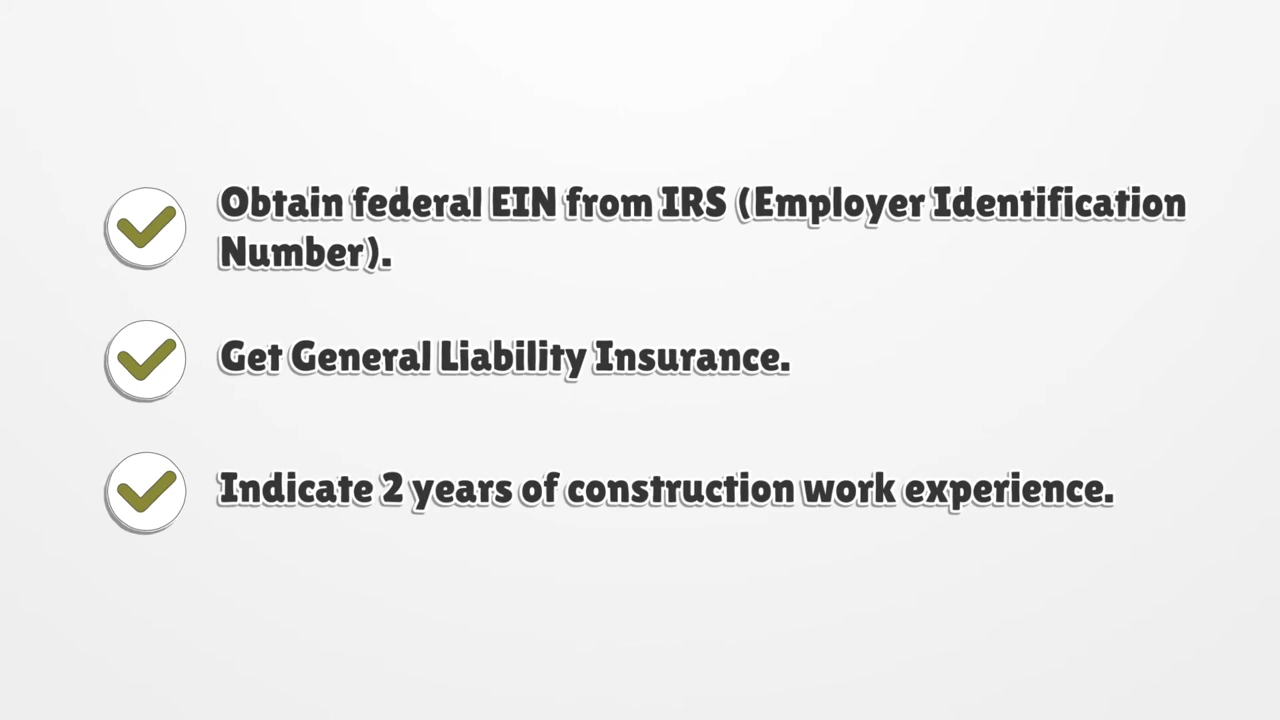 Obtain federal EIN from IRS (Employer Identification
Number).
Get General Liability Insurance.
Indicate 2 years of construction work experience.